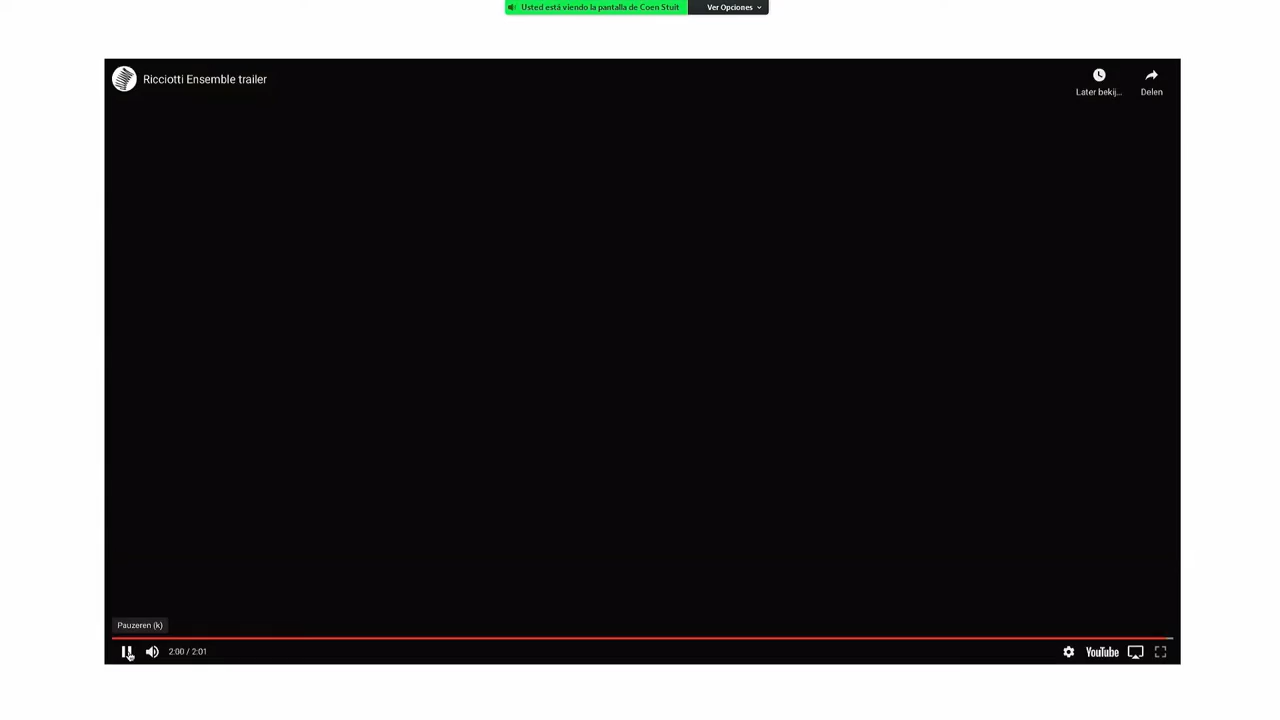 Usted está viendo la pantalla de Coen Stuit Ver Opciones
Ricciotti Ensemble trailer
Later bekij...
Delen
Pauzeren (k)
2:00 / 2:01
YouTube